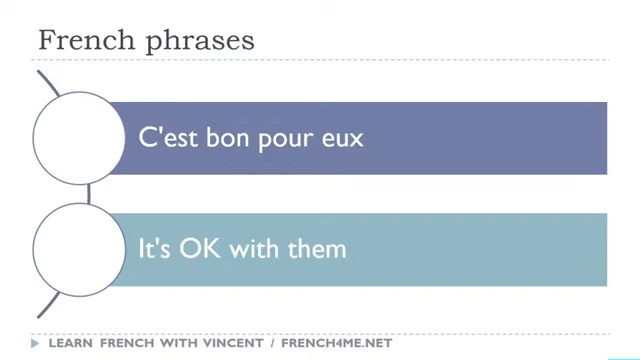 French phrases
C'est bon pour eux
It's OK with them
LEARN FRENCH WITH VINCENT / FRENCH4ME.NET